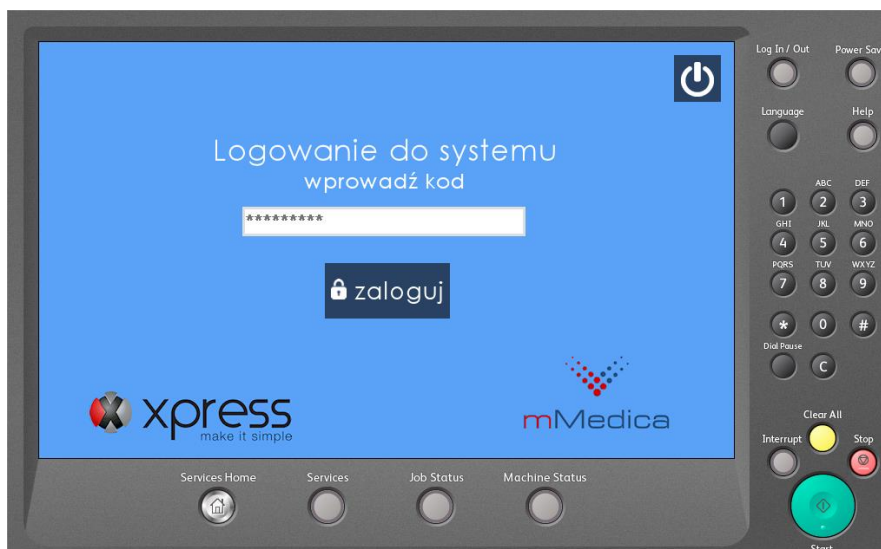 Log In / Out
Power Sav
Language
Help
Logowanie do systemu
wprowadź kod
*********
zaloguj
xpress
make it simple
mMedica
1
ABC
2
DEF
3
GHI
4
JKL
5
MNO
6
PQRS
7
TUV
8
WXYZ
9
*
0
#
Dial Pause
C
Clear All
Interrupt
Stop
Services Home
Services
Job Status
Machine Status
Start